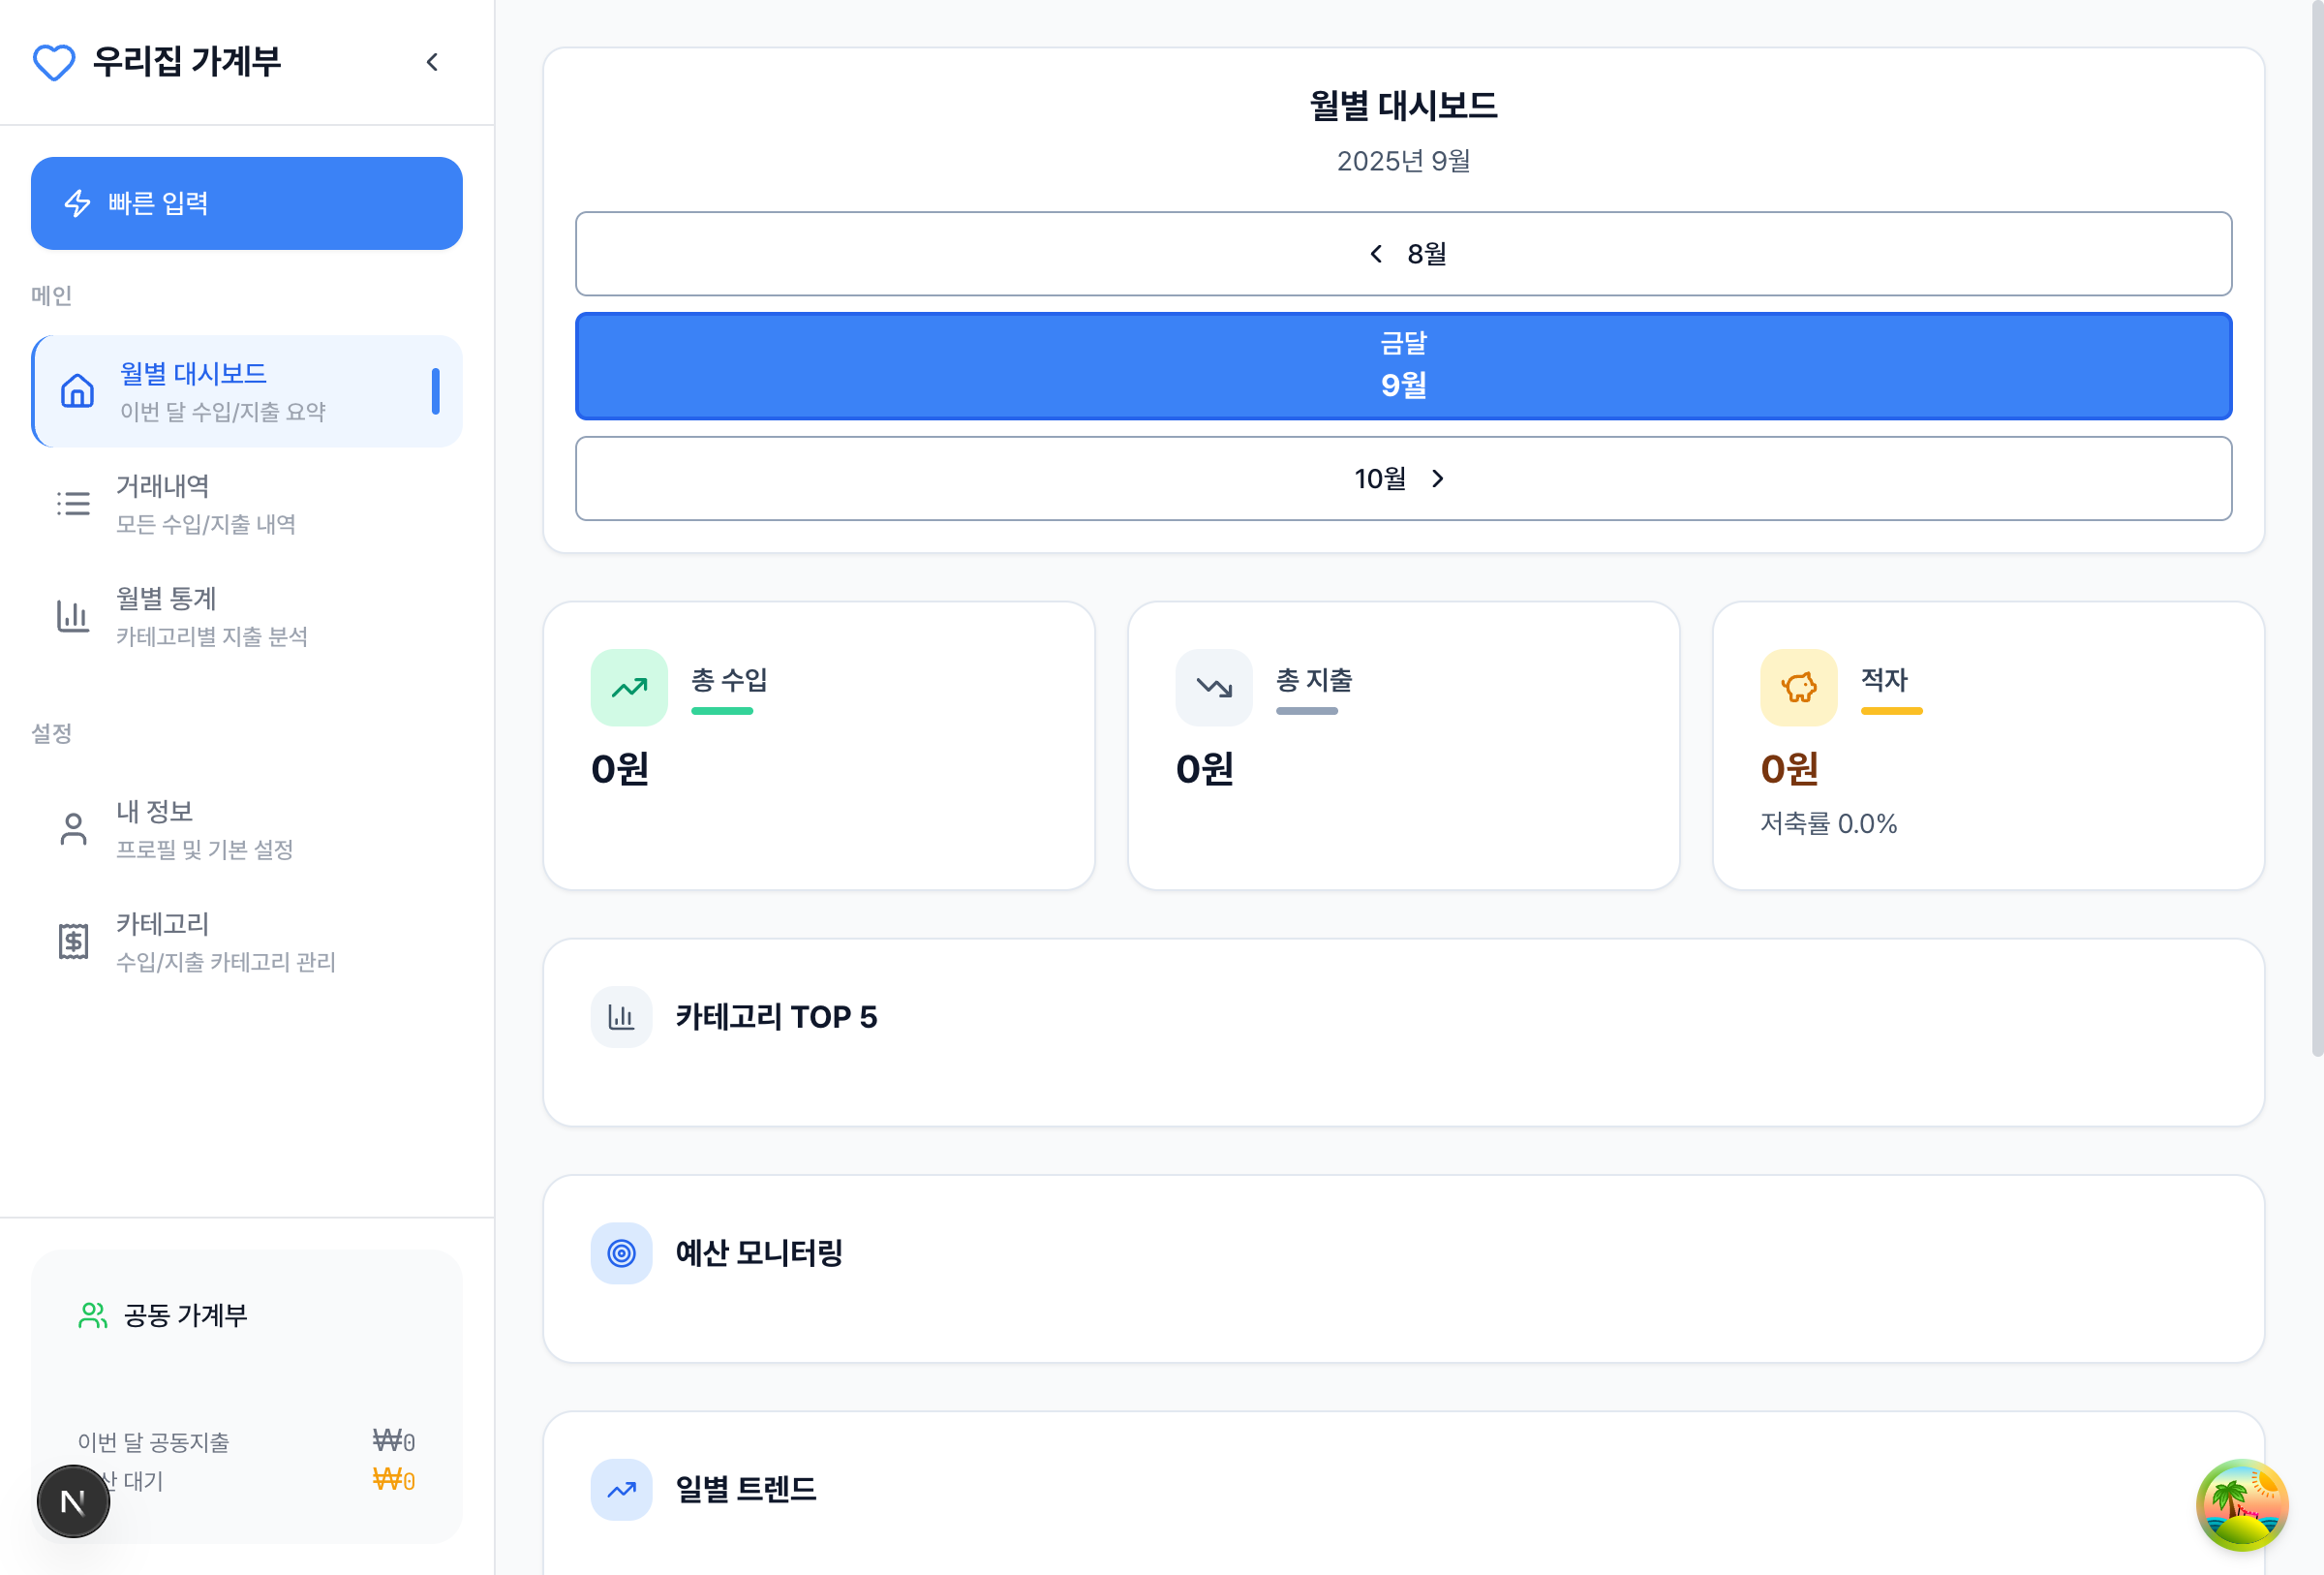 우리집 가계부
빠른 입력
메인
월별 대시보드
이번 달 수입/지출 요약
거래내역
모든 수입/지출 내역
월별 통계
카테고리별 지출 분석
설정
내 정보
프로필 및 기본 설정
카테고리
수입/지출 카테고리 관리
공동 가계부
이번 달 공동지출 ₩0
산 대기 ₩0
N
월별 대시보드
2025년 9월
8월
금달
9월
10월
총 수입
0원
총 지출
0원
적자
0원
저축률 0.0%
카테고리 TOP 5
예산 모니터링
일별 트렌드